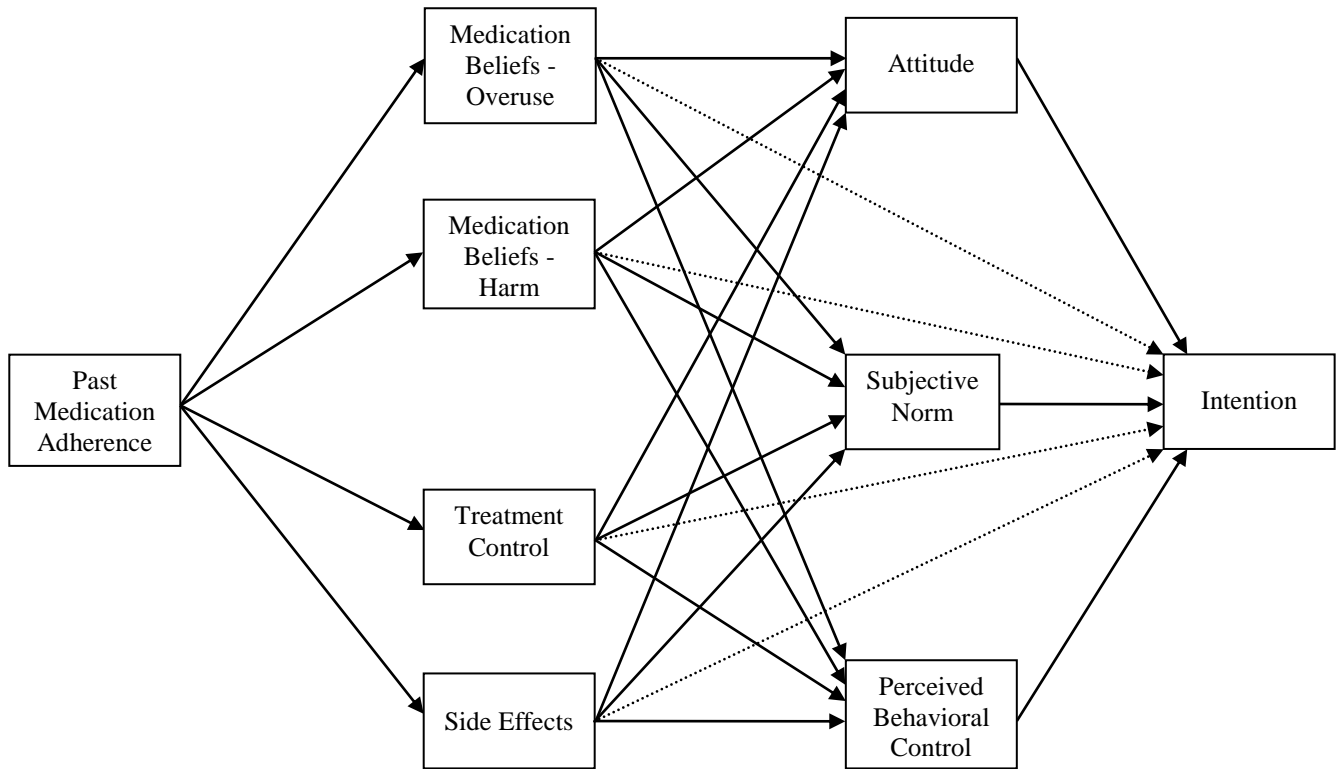 Medication
Beliefs -
Overuse
Attitude
Medication
Beliefs -
Harm
Past
Medication
Adherence
Subjective
Norm
Intention
Treatment
Control
Side Effects
Perceived
Behavioral
Control